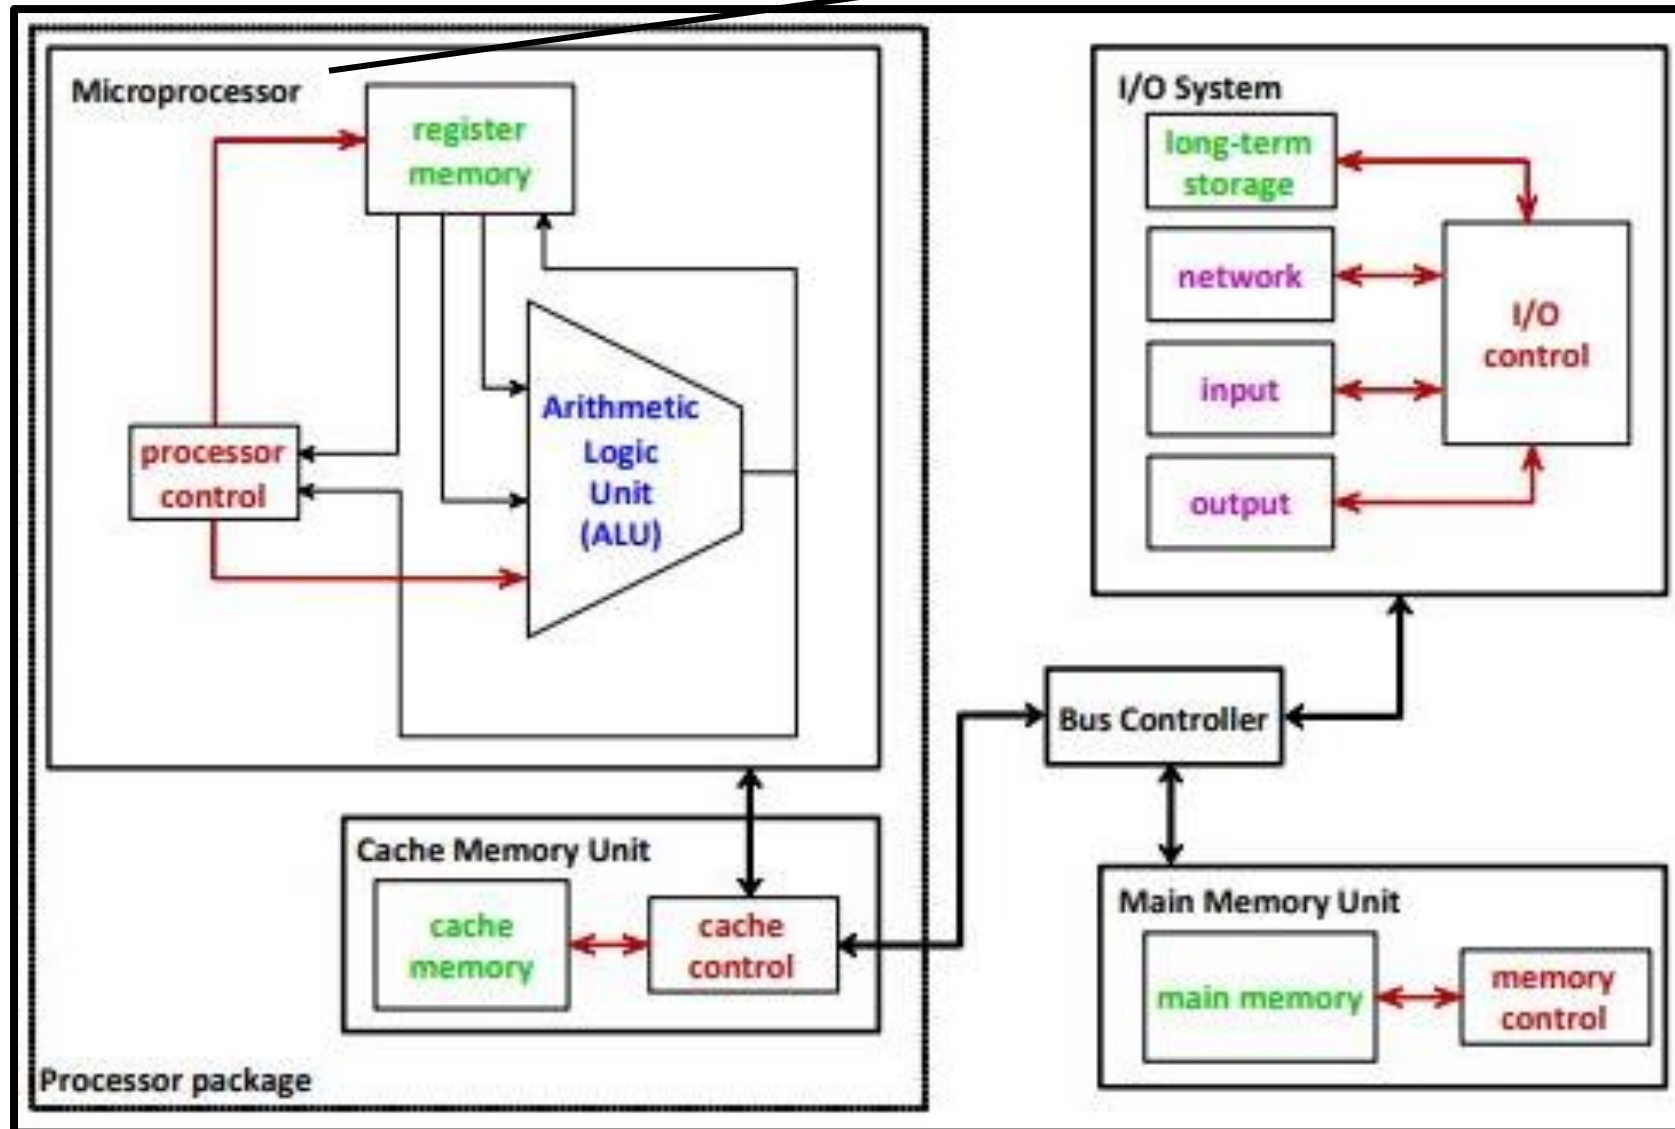 Microprocessor
register
memory
processor
control
Arithmetic
Logic
Unit
(ALU)
Cache Memory Unit
cache
memory
cache
control
Processor package
I/O System
long-term
storage
network
input
output
I/O
control
Bus Controller
Main Memory Unit
main memory
memory
control